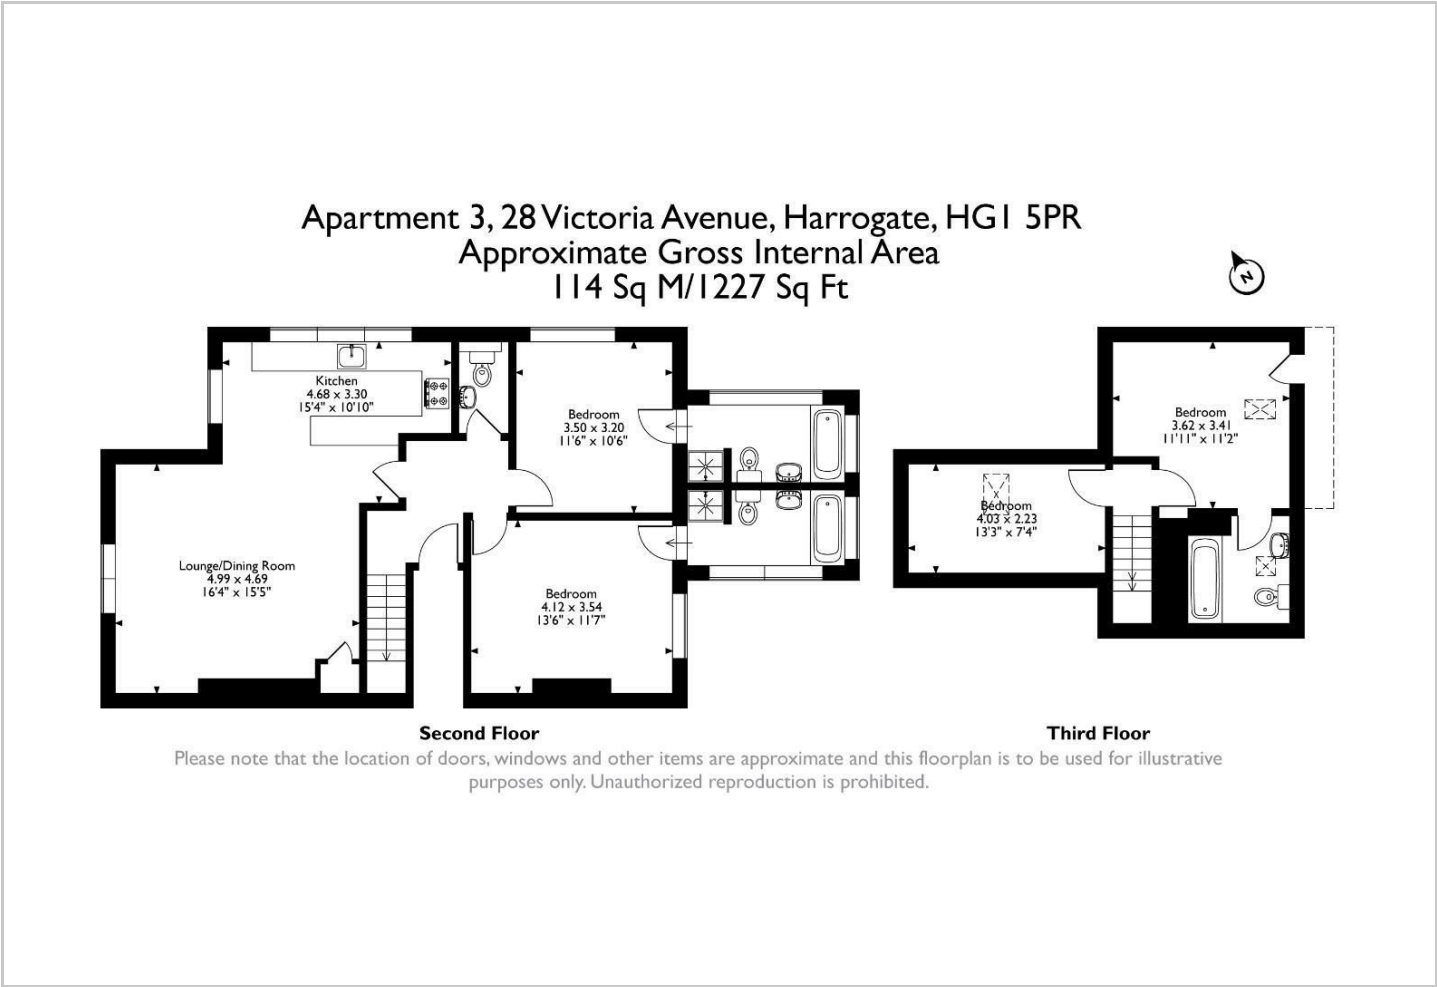 Apartment 3, 28 Victoria Avenue, Harrogate, HG1 5PR
Approximate Gross Internal Area
114 Sq M/1227 Sq Ft
N
Kitchen
4.68 x 3.30
15'4" x 10'10"
Bedroom
3.50 x 3.20
11'6" x 10'6"
Lounge/Dining Room
4.99 x 4.69
16'4" x 15'5"
Bedroom
4.12 x 3.54
13'6" x 11'7"
Bedroom
3.62 x 3.41
11'11" x 11'2"
Bedroom
4.03 x 2.23
13'3" x 7'4"
Second Floor
Third Floor
Please note that the location of doors, windows and other items are approximate and this floorplan is to be used for illustrative
purposes only. Unauthorized reproduction is prohibited.